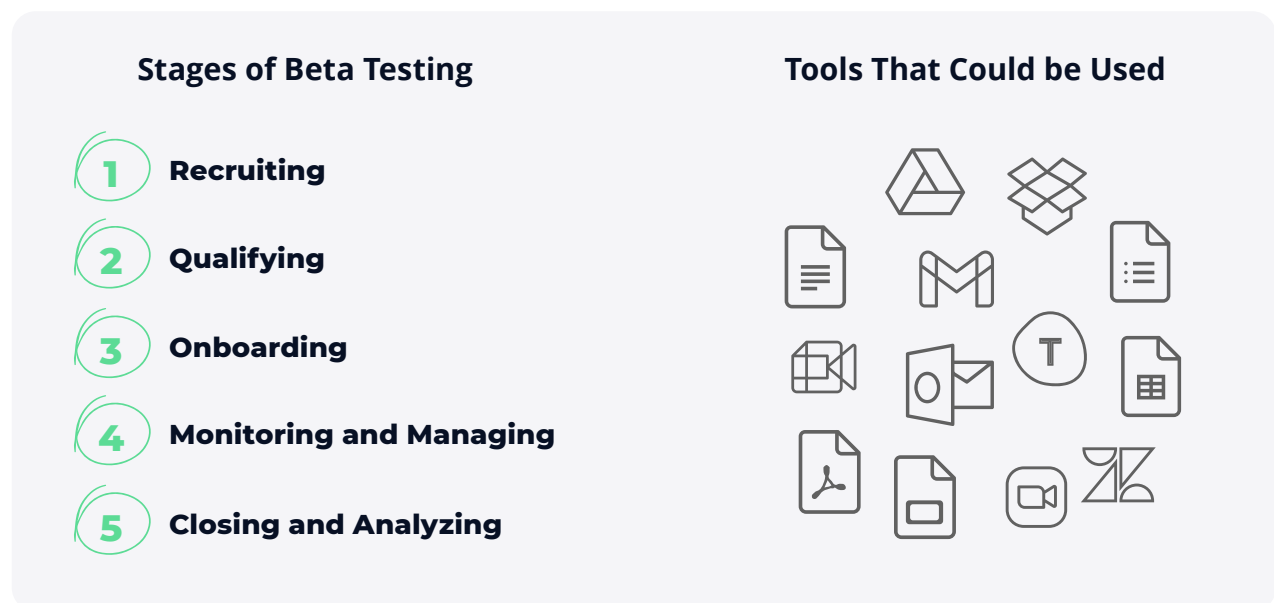 Stages of Beta Testing
1 Recruiting
2 Qualifying
3 Onboarding
4 Monitoring and Managing
5 Closing and Analyzing
Tools That Could be Used
T